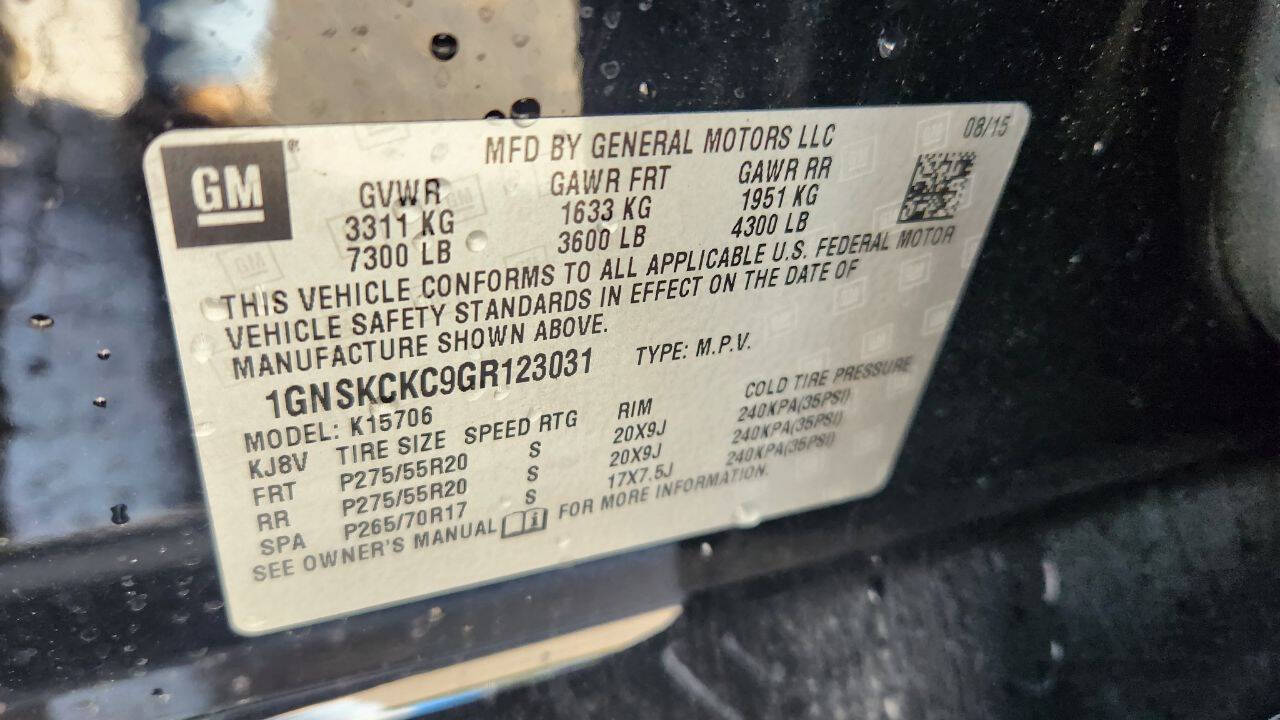 GM
®
MFD BY GENERAL MOTORS LLC 08/15
GVWR GAWR FRT GAWR RR
3311 KG 1633 KG 1951 KG
7300 LB 3600 LB 4300 LB
THIS VEHICLE CONFORMS TO ALL APPLICABLE U.S. FEDERAL MOTOR
VEHICLE SAFETY STANDARDS IN EFFECT ON THE DATE OF
MANUFACTURE SHOWN ABOVE.
1GNSKCKC9GR123031 TYPE: M.P.V.
MODEL: K15706
KJ8V TIRE SIZE SPEED RTG RIM COLD TIRE PRESSURE
FRT P275/55R20 S 20X9J 240KPA(35PSI)
RR P275/55R20 S 20X9J 240KPA(35PSI)
SPA P265/70R17 S 17X7.5J 240KPA(35PSI)
SEE OWNER'S MANUAL FOR MORE INFORMATION.